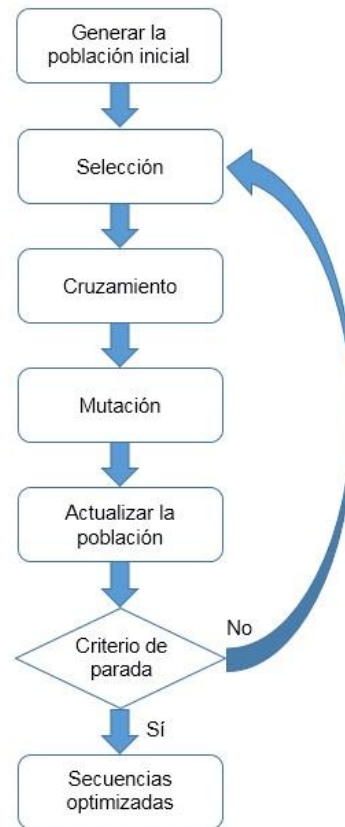 Generar la
población inicial
Selección
Cruzamiento
Mutación
Actualizar la
población
Criterio de
parada
No
Sí
Secuencias
optimizadas